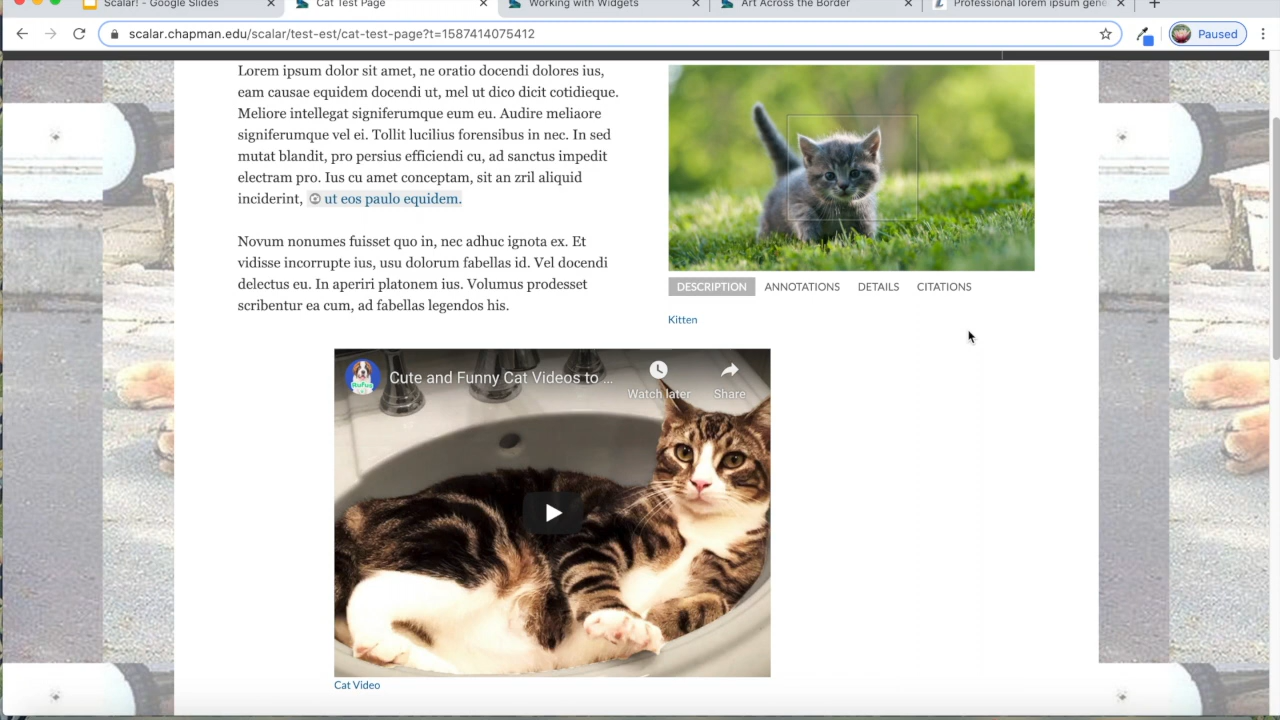 Scalar! - Google Slides
Cat Test Page
Working with Widgets
Art Across the Border
Professional lorem ipsum gene
scalar.chapman.edu/scalar/test-est/cat-test-page?t=1587414075412
Paused
Lorem ipsum dolor sit amet, ne oratio docendi dolores ius,
eam causae equidem docendi ut, mel ut dico dicit cotidieque.
Meliore intellegat signiferumque eum eu. Audire meliaore
signiferumque vel ei. Tollit lucilius forensibus in nec. In sed
mutat blandit, pro persius efficiendi cu, ad sanctus impedit
electram pro. Ius cu amet conceptam, sit an zril aliquid
inciderint, ut eos paulo equidem.
Novum nonumes fuisset quo in, nec adhuc ignota ex. Et
vidisse incorrupte ius, usu dolorum fabellas id. Vel docendi
delectus eu. In aperiri platonem ius. Volumus prodesset
scribentur ea cum, ad fabellas legendos his.
DESCRIPTION ANNOTATIONS DETAILS CITATIONS
Kitten
Rufus
Cute and Funny Cat Videos to ...
Watch later
Share
Cat Video